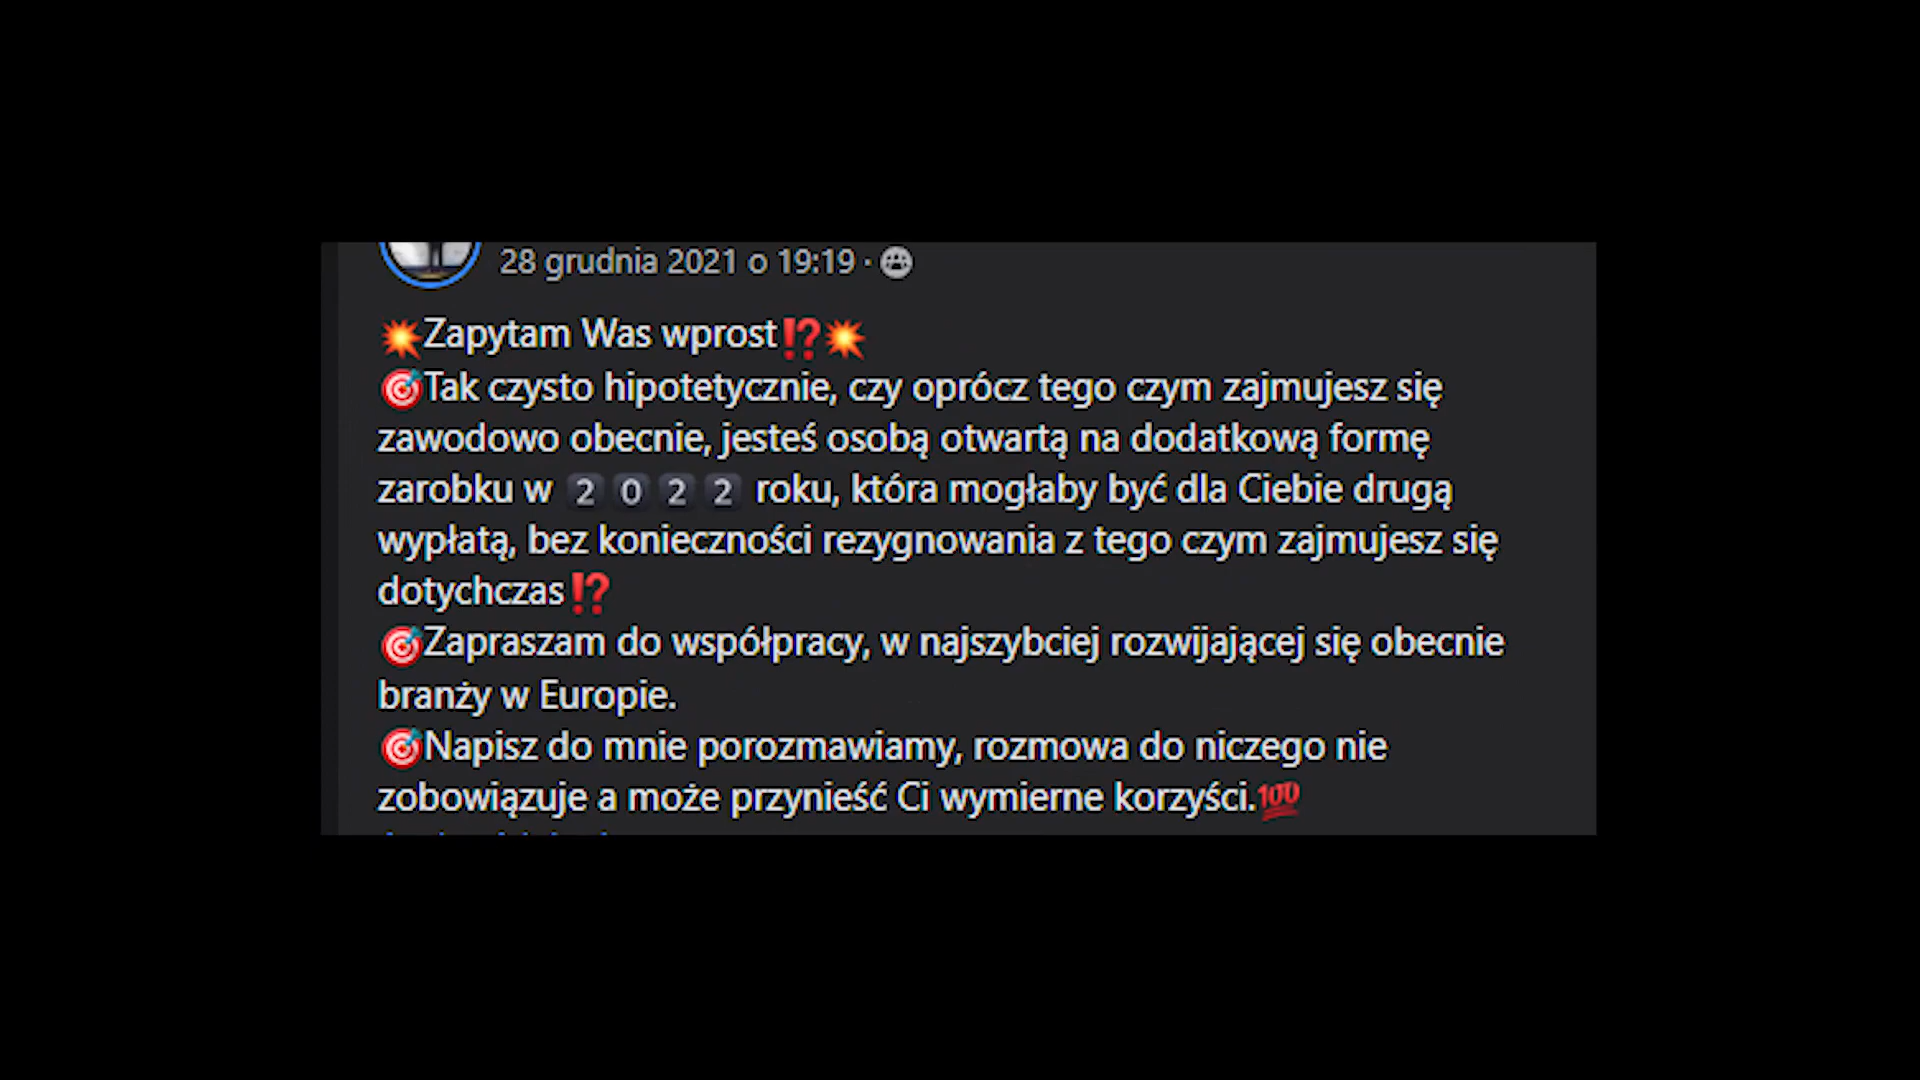 28 grudnia 2021 o 19:19 ·
💥Zapytam Was wprost⁉️💥
🎯Tak czysto hipotetycznie, czy oprócz tego czym zajmujesz się
zawodowo obecnie, jesteś osobą otwartą na dodatkową formę
zarobku w 2️⃣0️⃣2️⃣2️⃣ roku, która mogłaby być dla Ciebie drugą
wypłatą, bez konieczności rezygnowania z tego czym zajmujesz się
dotychczas⁉️
🎯Zapraszam do współpracy, w najszybciej rozwijającej się obecnie
branży w Europie.
🎯Napisz do mnie porozmawiamy, rozmowa do niczego nie
zobowiązuje a może przynieść Ci wymierne korzyści.💯